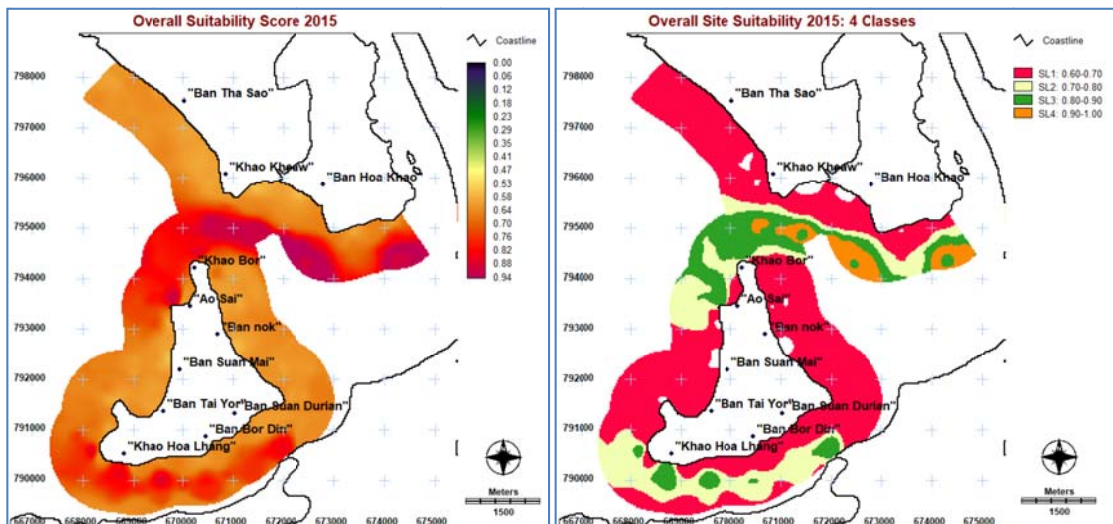 Overall Suitability Score 2015
Coastline
798000
797000
796000
795000
794000
793000
792000
791000
790000
"Ban Tha Sao"
"Khao Kheaw"
"Ban Hoa Khao
"Khao Bor"
"Ao Sai"
"Ban nok"
"Ban Suan Mai"
"Ban Tai Yor"
"Ban Suan Durian"
"Ban Bor Din"
"Khao Hoa Lhang"
0.00
0.06
0.12
0.18
0.23
0.29
0.35
0.41
0.47
0.53
0.58
0.64
0.70
0.76
0.82
0.88
0.94
Meters
1500
667000 668000 669000 670000 671000 672000 673000 674000 675000
Overall Site Suitability 2015: 4 Classes
Coastline
SL1: 0.60-0.70
SL2: 0.70-0.80
SL3: 0.80-0.90
SL4: 0.90-1.00
798000
797000
796000
795000
794000
793000
792000
791000
790000
"Ban Tha Sao"
"Khao Kheaw"
"Ban Hoa Khao
"Khao Bor"
"Ao Sai"
"Ban nok"
"Ban Suan Mai"
"Ban Tai Yor"
"Ban Suan Durian"
"Ban Bor Din"
"Khao Hoa Lhang"
Meters
1500
667000 668000 669000 670000 671000 672000 673000 674000 675000